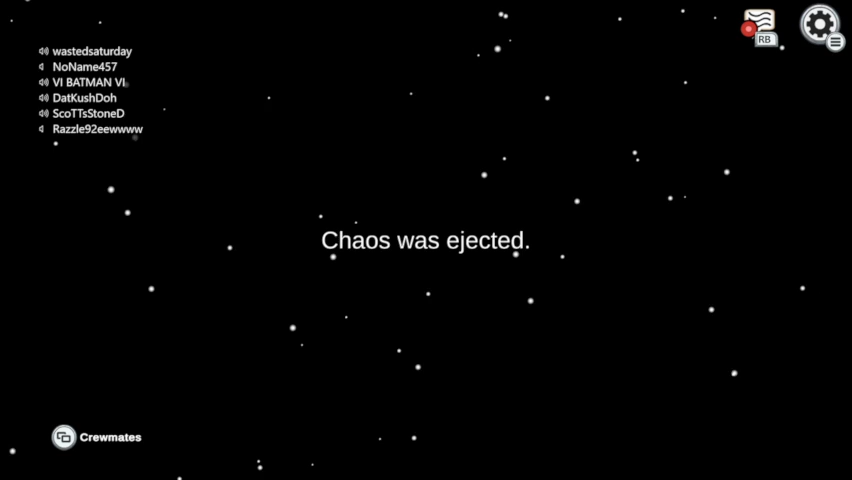 wastedsaturday
NoName457
VI BATMAN VI
DatKushDoh
ScoTTsStoneD
Razzle92eewwww
RB
Chaos was ejected.
Crewmates